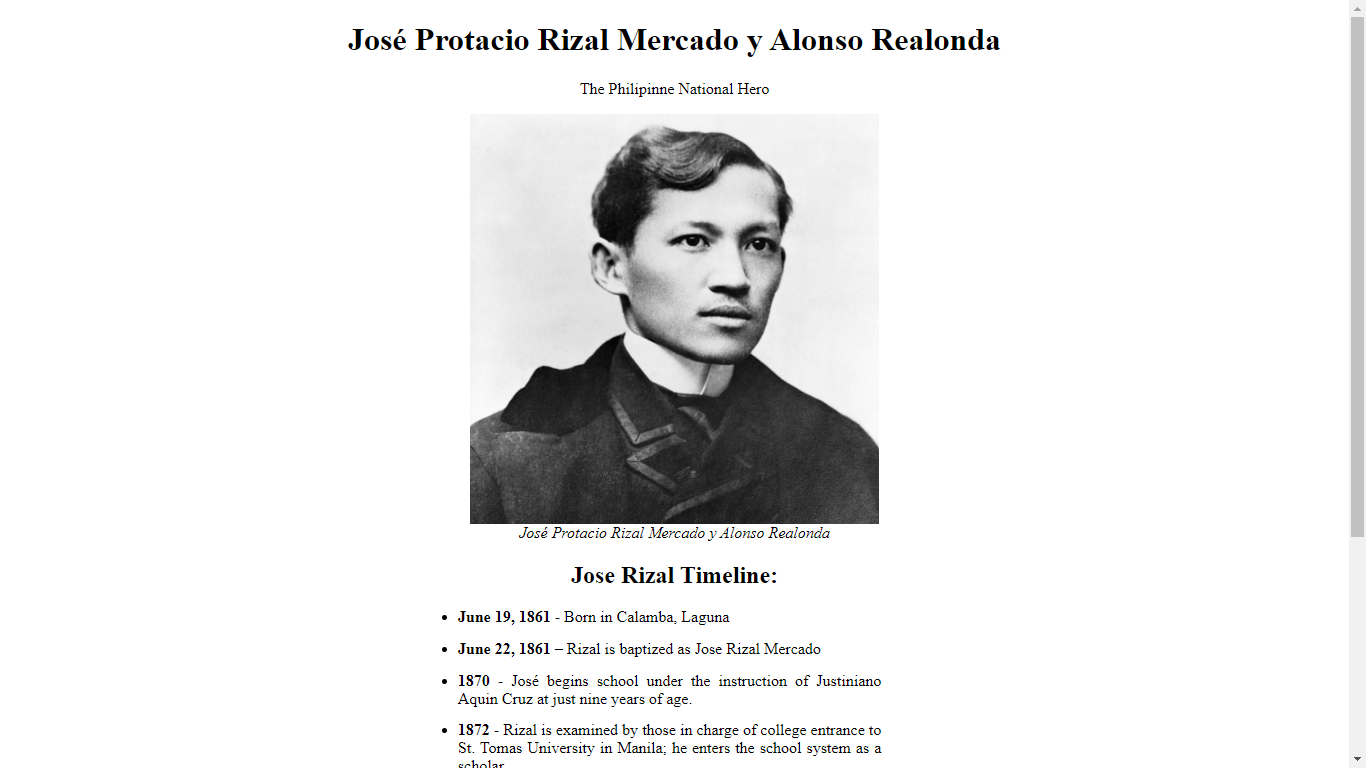 José Protacio Rizal Mercado y Alonso Realonda
The Philipinne National Hero
José Protacio Rizal Mercado y Alonso Realonda
Jose Rizal Timeline:
• June 19, 1861 - Born in Calamba, Laguna
• June 22, 1861 – Rizal is baptized as Jose Rizal Mercado
• 1870 - José begins school under the instruction of Justiniano
Aquin Cruz at just nine years of age.
• 1872 - Rizal is examined by those in charge of college entrance to
St. Tomas University in Manila; he enters the school system as a
scholar